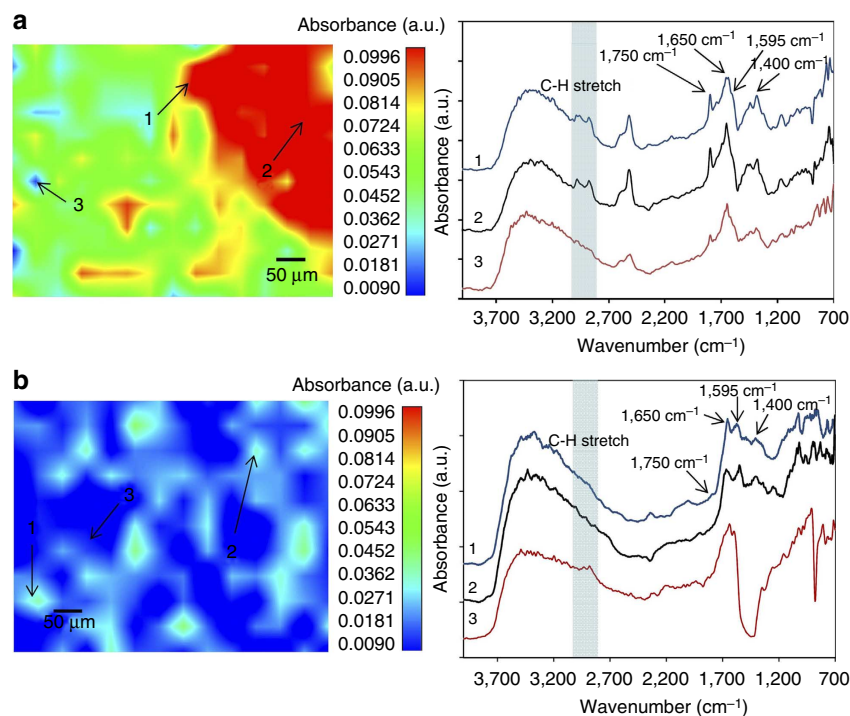 a
Absorbance (a.u.)
0.0996
0.0905
0.0814
0.0724
0.0633
0.0543
0.0452
0.0362
0.0271
0.0181
0.0090
1
2
3
50 μm
Absorbance (a.u.)
1,650 cm⁻¹
1,750 cm⁻¹
1,595 cm⁻¹
1,400 cm⁻¹
C-H stretch
1
2
3
3,700 3,200 2,700 2,200 1,700 1,200 700
Wavenumber (cm⁻¹)
b
Absorbance (a.u.)
0.0996
0.0905
0.0814
0.0724
0.0633
0.0543
0.0452
0.0362
0.0271
0.0181
0.0090
1
3
2
50 μm
Absorbance (a.u.)
1,595 cm⁻¹
1,650 cm⁻¹
1,400 cm⁻¹
C-H stretch
1,750 cm⁻¹
1
2
3
3,700 3,200 2,700 2,200 1,700 1,200 700
Wavenumber (cm⁻¹)